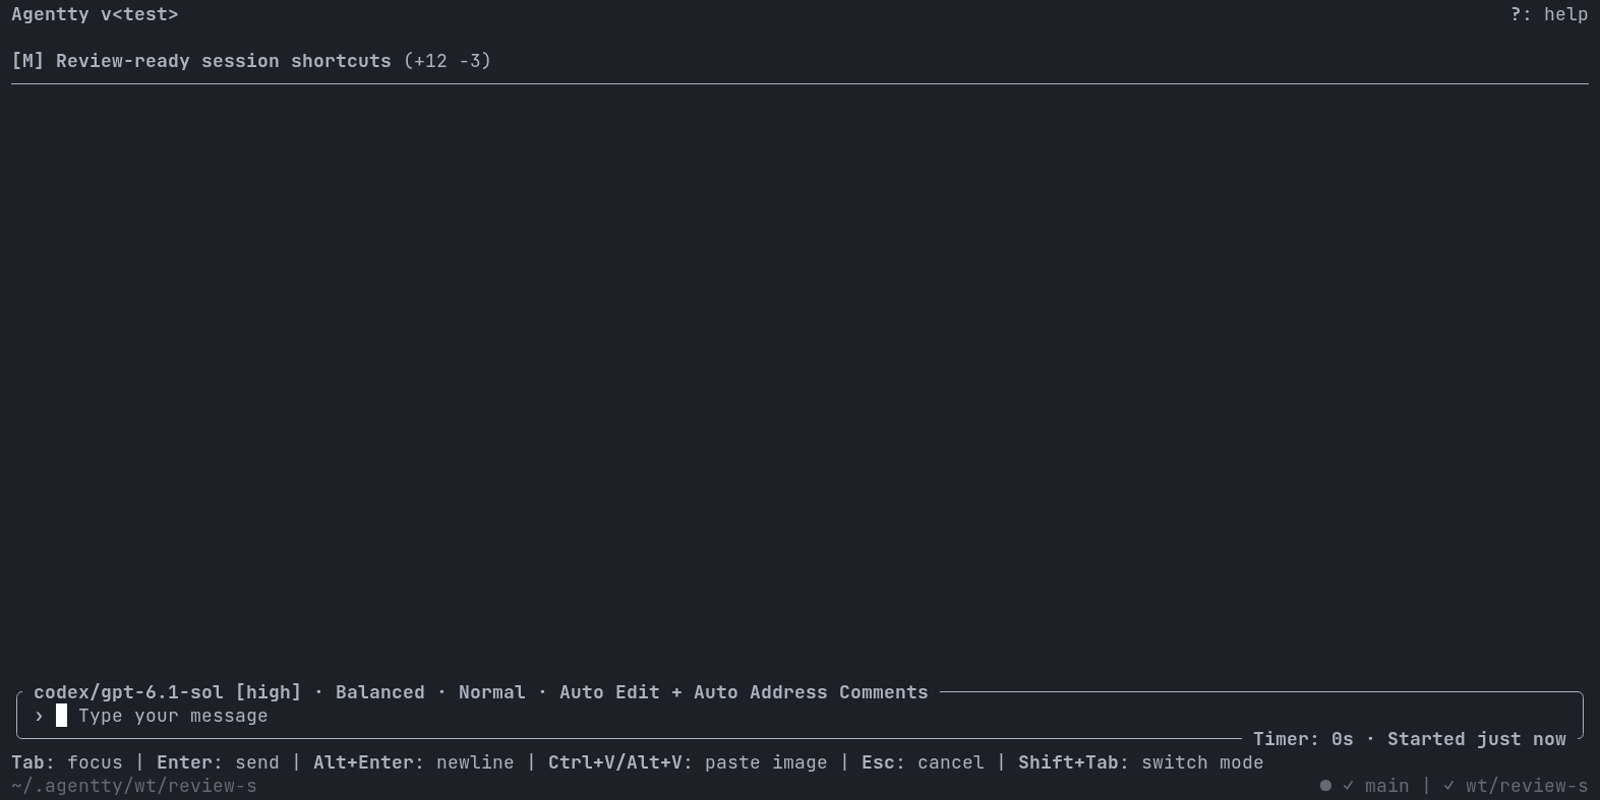 Agentty v<test>
?: help
[M] Review-ready session shortcuts (+12 -3)
codex/gpt-6.1-sol [high] · Balanced · Normal · Auto Edit + Auto Address Comments
› Type your message
Timer: 0s · Started just now
Tab: focus | Enter: send | Alt+Enter: newline | Ctrl+V/Alt+V: paste image | Esc: cancel | Shift+Tab: switch mode
~/.agentty/wt/review-s
● ✓ main | ✓ wt/review-s